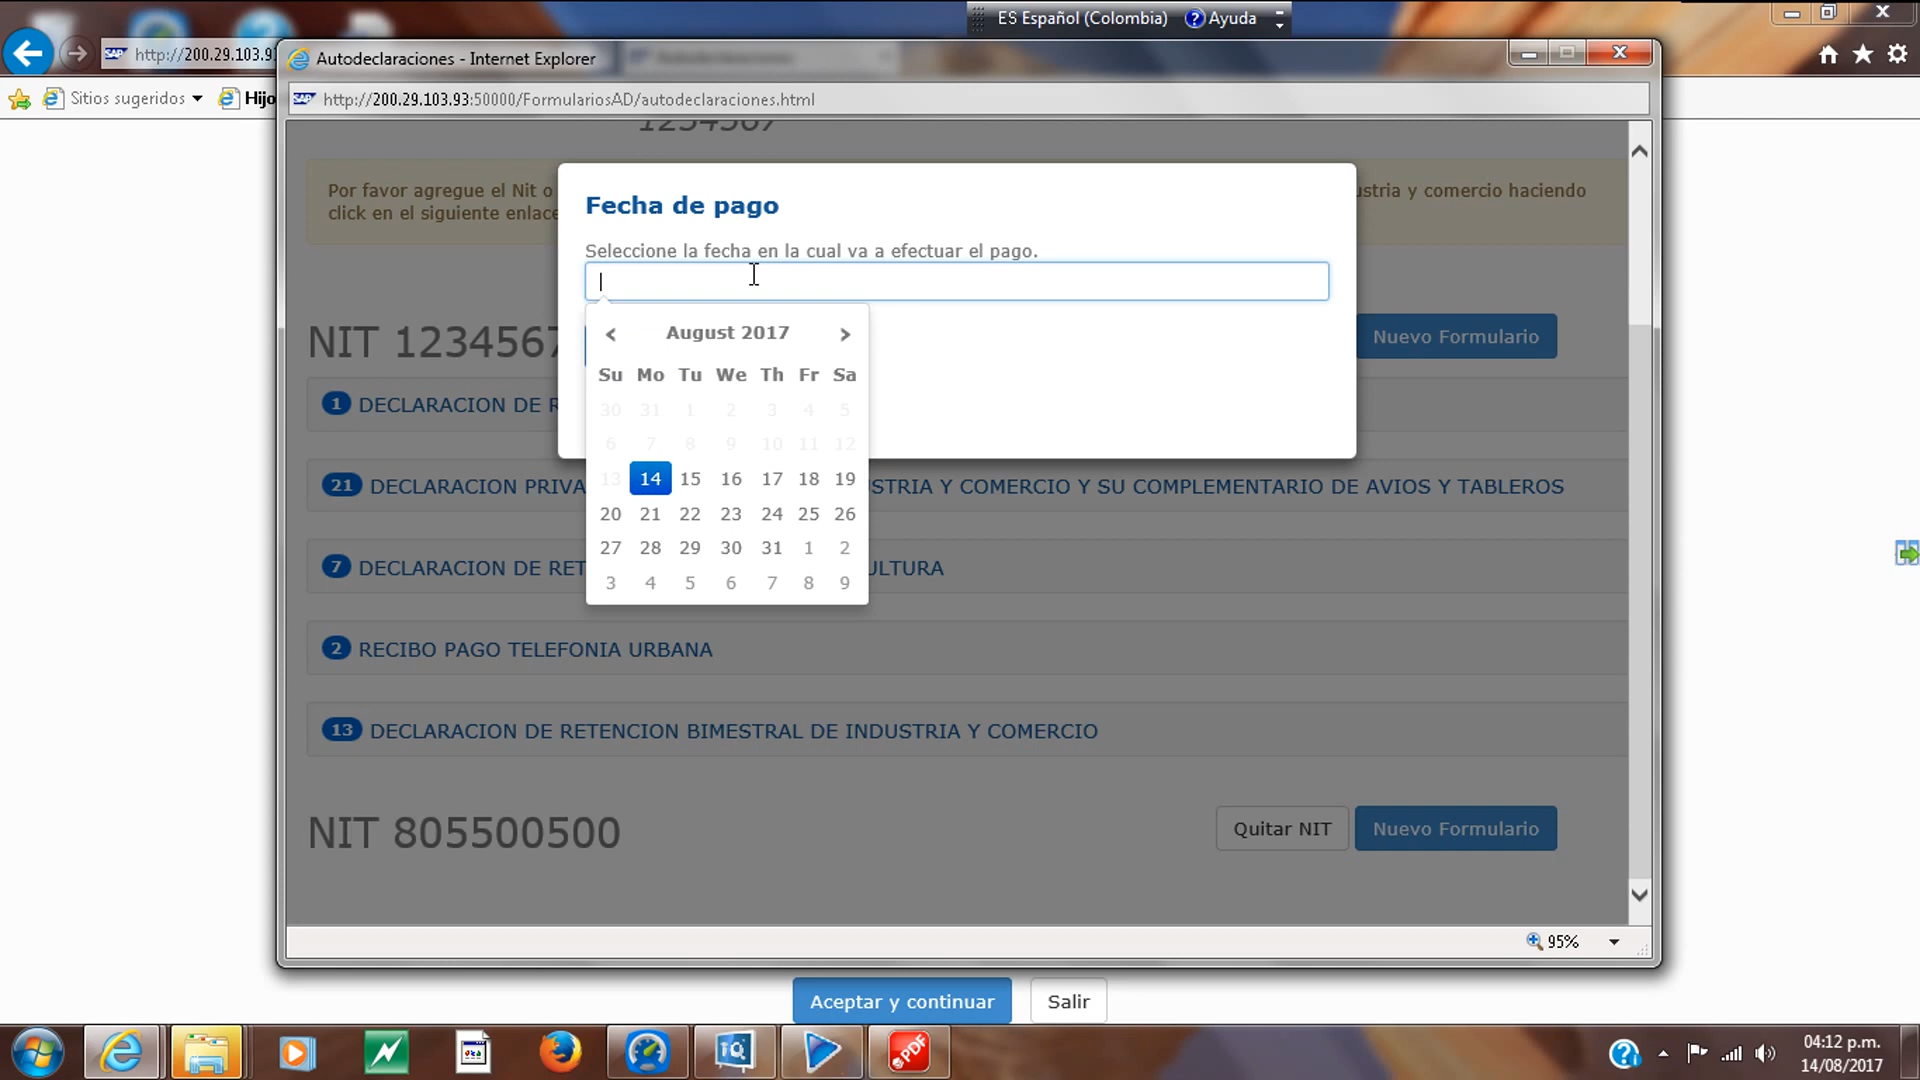 ES Español (Colombia) Ayuda
http://200.29.103.93
Autodeclaraciones - Internet Explorer
Sitios sugeridos
Hijo
http://200.29.103.93:50000/FormulariosAD/autodeclaraciones.html
1234567
Por favor agregue el Nit o
stria y comercio haciendo
click en el siguiente enlace
Fecha de pago
Seleccione la fecha en la cual va a efectuar el pago.
August 2017
Su Mo Tu We Th Fr Sa
30 31 1 2 3 4 5
6 7 8 9 10 11 12
13 14 15 16 17 18 19
20 21 22 23 24 25 26
27 28 29 30 31 1 2
3 4 5 6 7 8 9
NIT 1234567
Nuevo Formulario
1 DECLARACION DE R
21 DECLARACION PRIVA
STRIA Y COMERCIO Y SU COMPLEMENTARIO DE AVIOS Y TABLEROS
7 DECLARACION DE RET
ULTURA
2 RECIBO PAGO TELEFONIA URBANA
13 DECLARACION DE RETENCION BIMESTRAL DE INDUSTRIA Y COMERCIO
NIT 805500500
Quitar NIT
Nuevo Formulario
95%
Aceptar y continuar
Salir
04:12 p.m.
14/08/2017